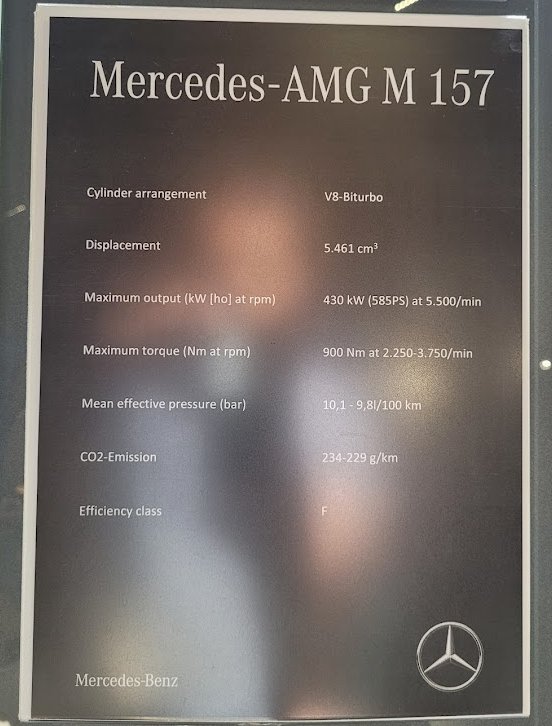 Mercedes-AMG M 157
Cylinder arrangement V8-Biturbo
Displacement 5.461 cm³
Maximum output (kW [ho] at rpm) 430 kW (585PS) at 5.500/min
Maximum torque (Nm at rpm) 900 Nm at 2.250-3.750/min
Mean effective pressure (bar) 10,1 - 9,8l/100 km
CO2-Emission 234-229 g/km
Efficiency class F
Mercedes-Benz